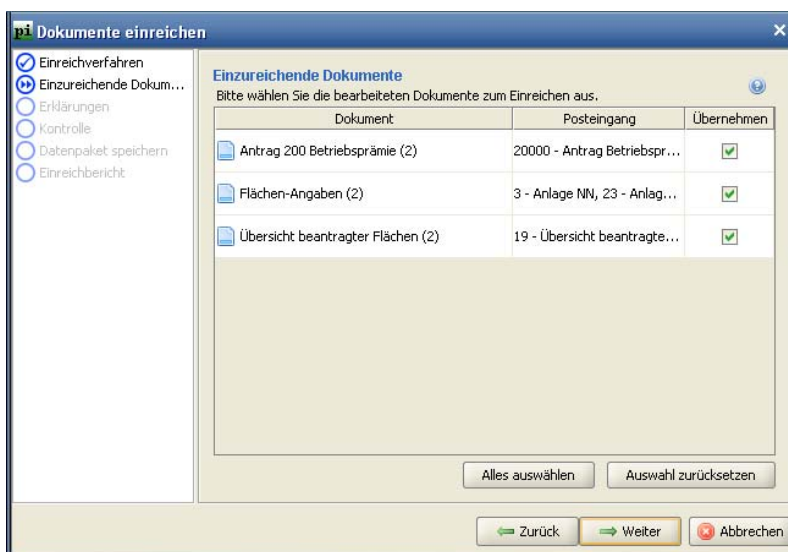 pi Dokumente einreichen
Einreichverfahren
Einzureichende Dokum...
Erklärungen
Kontrolle
Datenpaket speichern
Einreichbericht
Einzureichende Dokumente
Bitte wählen Sie die bearbeiteten Dokumente zum Einreichen aus.
Dokument Posteingang Übernehmen
Antrag 200 Betriebsprämie (2) 20000 - Antrag Betriebspr...
Flächen-Angaben (2) 3 - Anlage NN, 23 - Anlag...
Übersicht beantragter Flächen (2) 19 - Übersicht beantragte...
Alles auswählen Auswahl zurücksetzen
Zurück Weiter Abbrechen